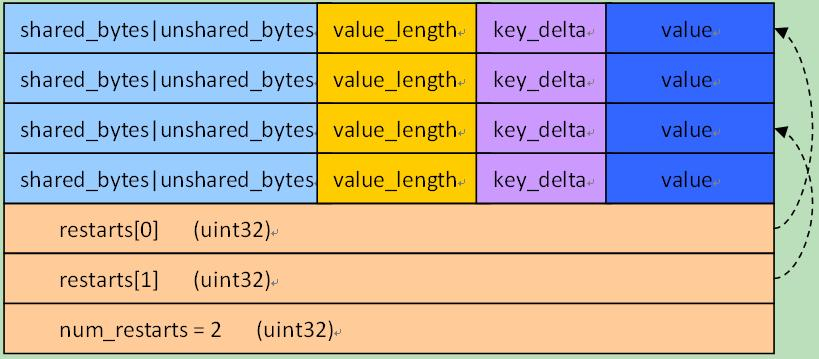 shared_bytes|unshared_bytes value_length key_delta value
shared_bytes|unshared_bytes value_length key_delta value
shared_bytes|unshared_bytes value_length key_delta value
shared_bytes|unshared_bytes value_length key_delta value
restarts[0] (uint32)
restarts[1] (uint32)
num_restarts = 2 (uint32)